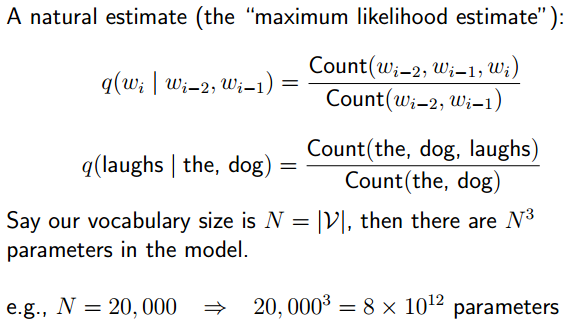 A natural estimate (the “maximum likelihood estimate”):
q(wᵢ | wᵢ₋₂, wᵢ₋₁) = Count(wᵢ₋₂, wᵢ₋₁, wᵢ) / Count(wᵢ₋₂, wᵢ₋₁)
q(laughs | the, dog) = Count(the, dog, laughs) / Count(the, dog)
Say our vocabulary size is N = |𝒱|, then there are N³
parameters in the model.
e.g., N = 20, 000 ⇒ 20, 000³ = 8 × 10¹² parameters